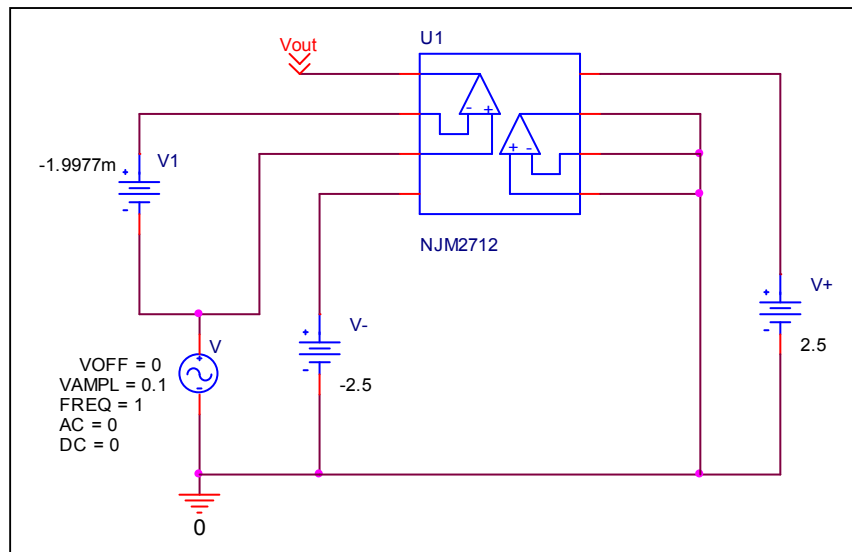 Vout
U1
- +
+ -
+
-1.9977m
V1
-
NJM2712
+
V+
-
2.5
+
V-
-
-2.5
V
+
-
VOFF = 0
VAMPL = 0.1
FREQ = 1
AC = 0
DC = 0
0